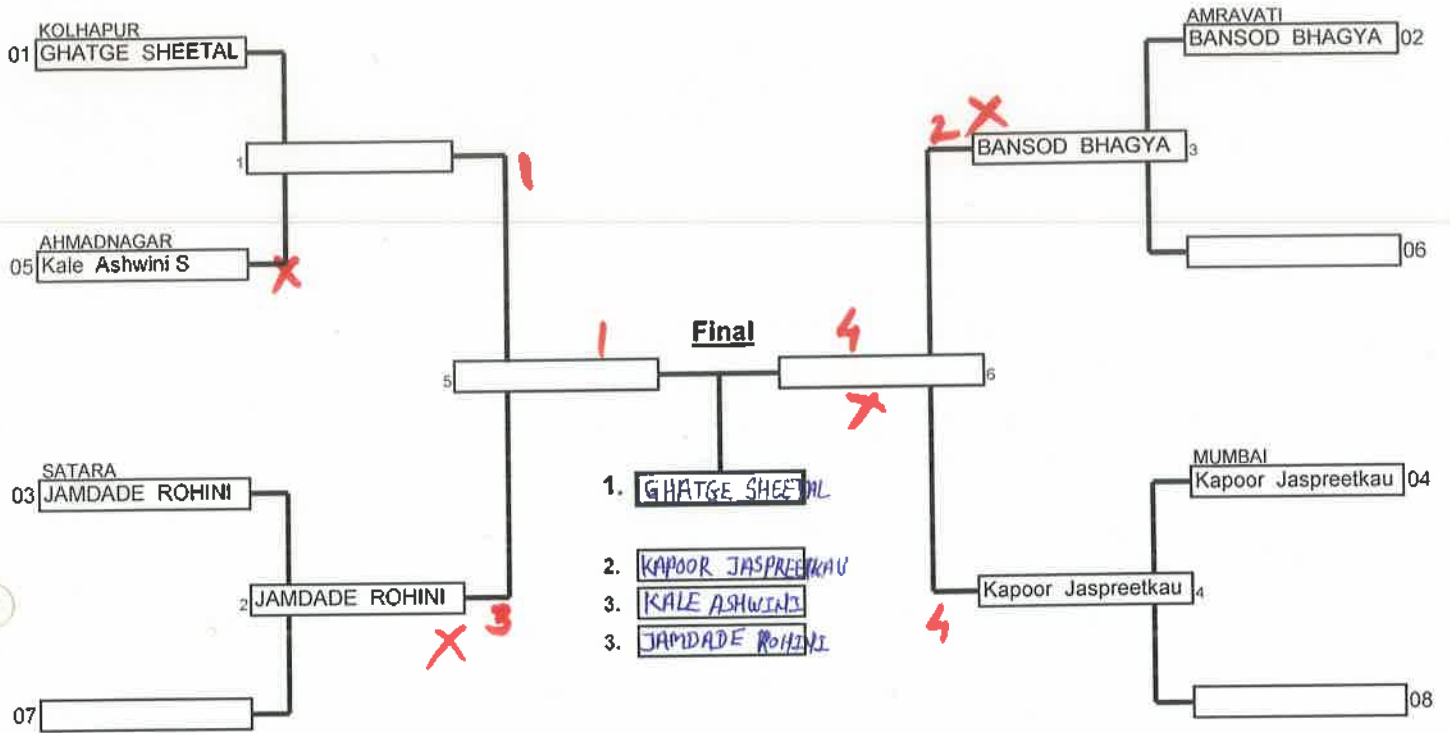 KOLHAPUR
01 GHATGE SHEETAL
1
1
AHMADNAGAR
05 Kale Ashwini S
X
5
1
SATARA
03 JAMDADE ROHINI
2 JAMDADE ROHINI
X 3
07
Final
1. GHATGE SHEETAL
2. KAPOOR JASPREETKAU
3. KALE ASHWINI
3. JAMDADE ROHINI
AMRAVATI
BANSOD BHAGYA 02
2 X
BANSOD BHAGYA 3
06
4
X
6
MUMBAI
Kapoor Jaspreetkau 04
Kapoor Jaspreetkau 4
4
08